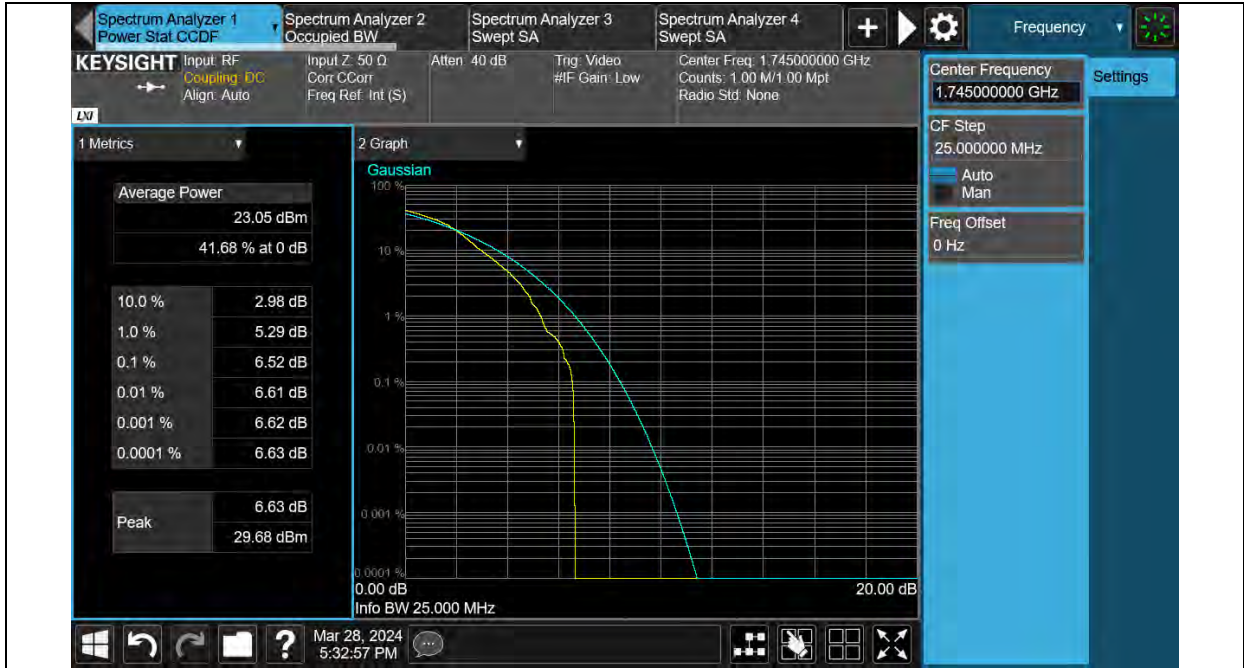 Spectrum Analyzer 1
Power Stat CCDF
Spectrum Analyzer 2
Occupied BW
Spectrum Analyzer 3
Swept SA
Spectrum Analyzer 4
Swept SA
+
Frequency
KEYSIGHT
LXI
Input: RF
Coupling: DC
Align: Auto
Input Z: 50 Ω
Corr CCorr
Freq Ref: Int (S)
Atten: 40 dB
Trig: Video
#IF Gain: Low
Center Freq: 1.745000000 GHz
Counts: 1.00 M/1.00 Mpt
Radio Std: None
Center Frequency
1.745000000 GHz
Settings
CF Step
25.000000 MHz
Auto
Man
Freq Offset
0 Hz
1 Metrics
Average Power
23.05 dBm
41.68 % at 0 dB
10.0 % 2.98 dB
1.0 % 5.29 dB
0.1 % 6.52 dB
0.01 % 6.61 dB
0.001 % 6.62 dB
0.0001 % 6.63 dB
Peak
6.63 dB
29.68 dBm
2 Graph
Gaussian
100 %
10 %
1 %
0.1 %
0.01 %
0.001 %
0.0001 %
0.00 dB 20.00 dB
Info BW 25.000 MHz
?
Mar 28, 2024
5:32:57 PM